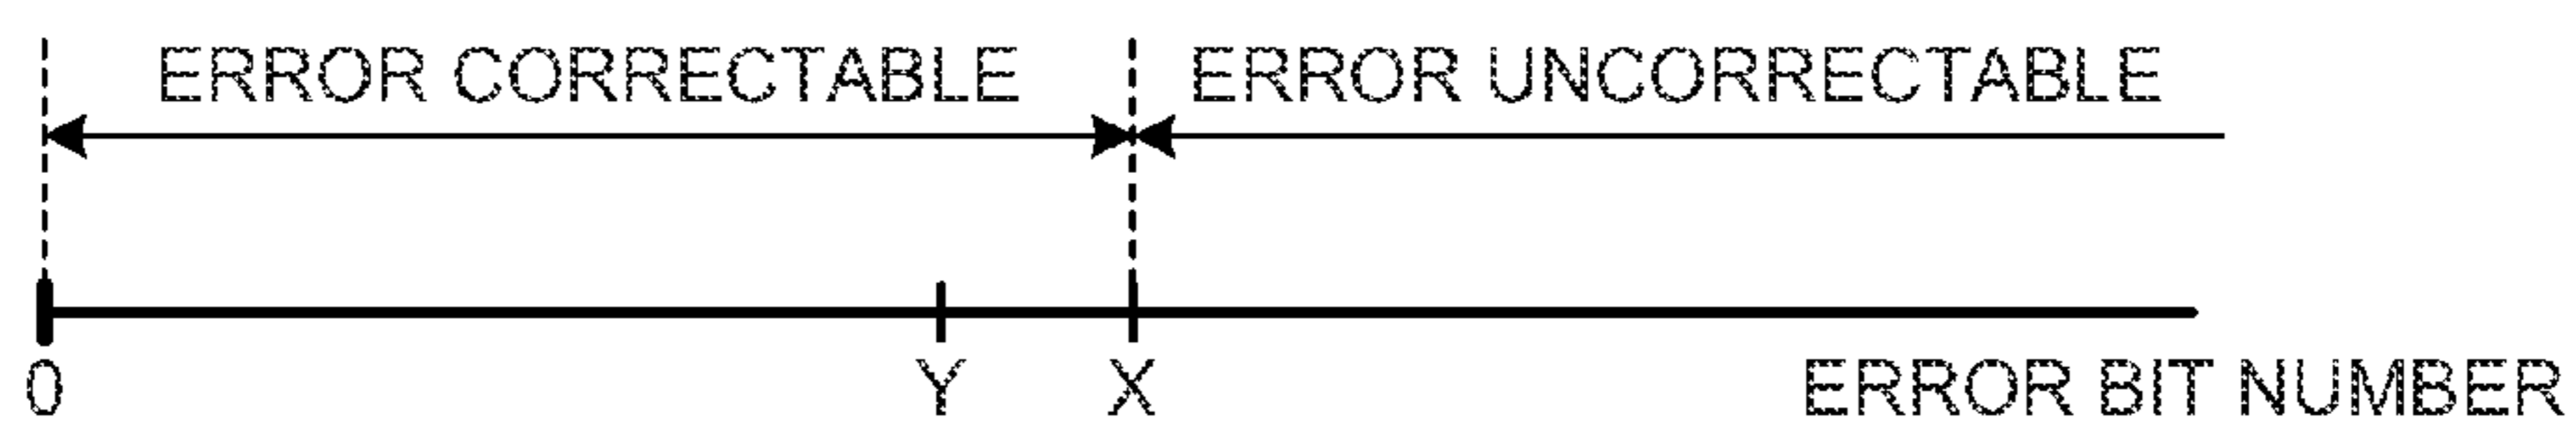 ERROR CORRECTABLE ERROR UNCORRECTABLE
0 Y X ERROR BIT NUMBER